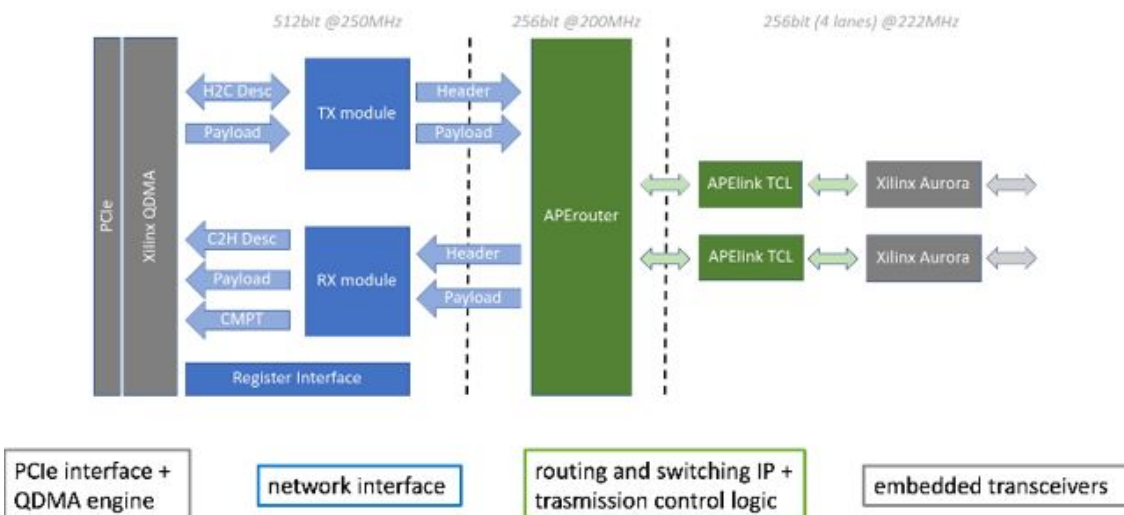 512bit @250MHz
256bit @200MHz
256bit (4 lanes) @222MHz
PCIe
Xilinx QDMA
H2C Desc
Payload
TX module
Header
Payload
APErouter
APElink TCL
Xilinx Aurora
APElink TCL
Xilinx Aurora
C2H Desc
Payload
CMPT
RX module
Header
Payload
Register Interface
PCIe interface +
QDMA engine
network interface
routing and switching IP +
trasmission control logic
embedded transceivers